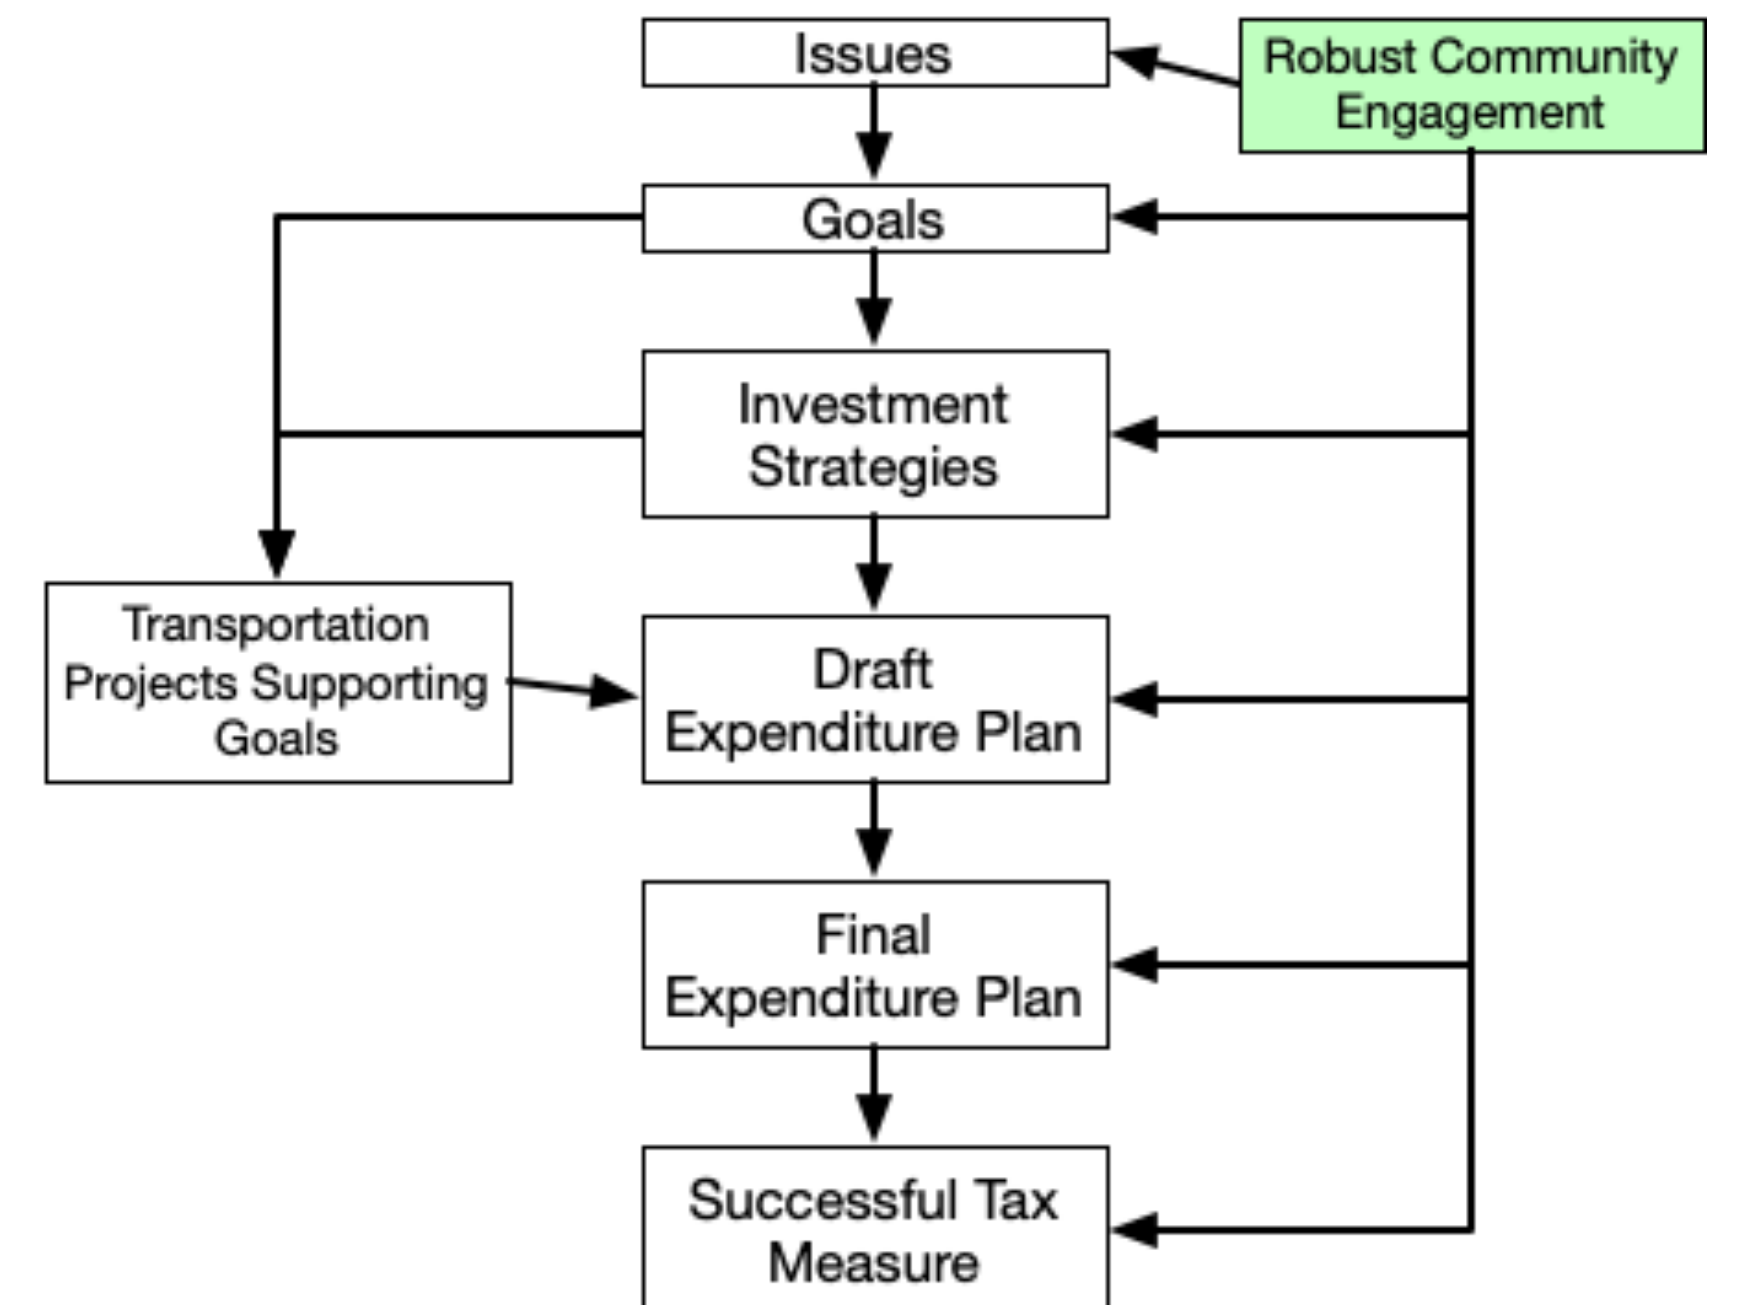 Issues
Robust Community
Engagement
Goals
Investment
Strategies
Transportation
Projects Supporting
Goals
Draft
Expenditure Plan
Final
Expenditure Plan
Successful Tax
Measure